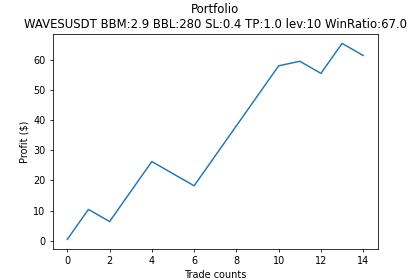 Portfolio
WAVESUSDT BBM:2.9 BBL:280 SL:0.4 TP:1.0 lev:10 WinRatio:67.0
60
50
40
30
20
10
0
Profit ($)
0 2 4 6 8 10 12 14
Trade counts